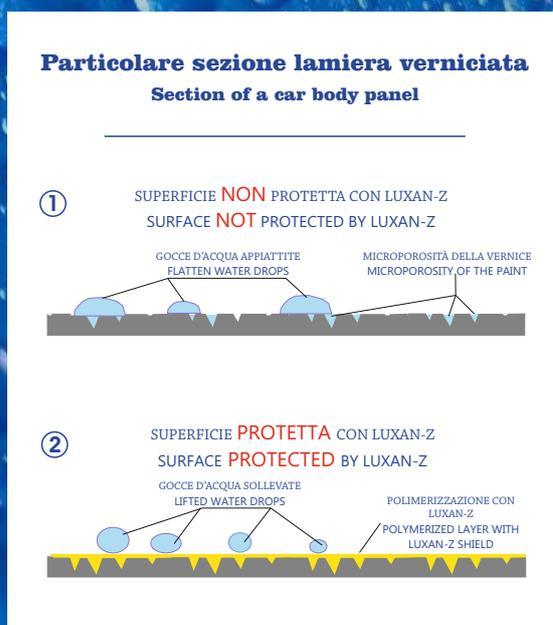 Particolare sezione lamiera verniciata
Section of a car body panel
1
SUPERFICIE NON PROTETTA CON LUXAN-Z
SURFACE NOT PROTECTED BY LUXAN-Z
GOCCE D'ACQUA APPIATTITE
FLATTEN WATER DROPS
MICROPOROSITÀ DELLA VERNICE
MICROPOROSITY OF THE PAINT
2
SUPERFICIE PROTETTA CON LUXAN-Z
SURFACE PROTECTED BY LUXAN-Z
GOCCE D'ACQUA SOLLEVATE
LIFTED WATER DROPS
POLIMERIZZAZIONE CON
LUXAN-Z
POLYMERIZED LAYER WITH
LUXAN-Z SHIELD